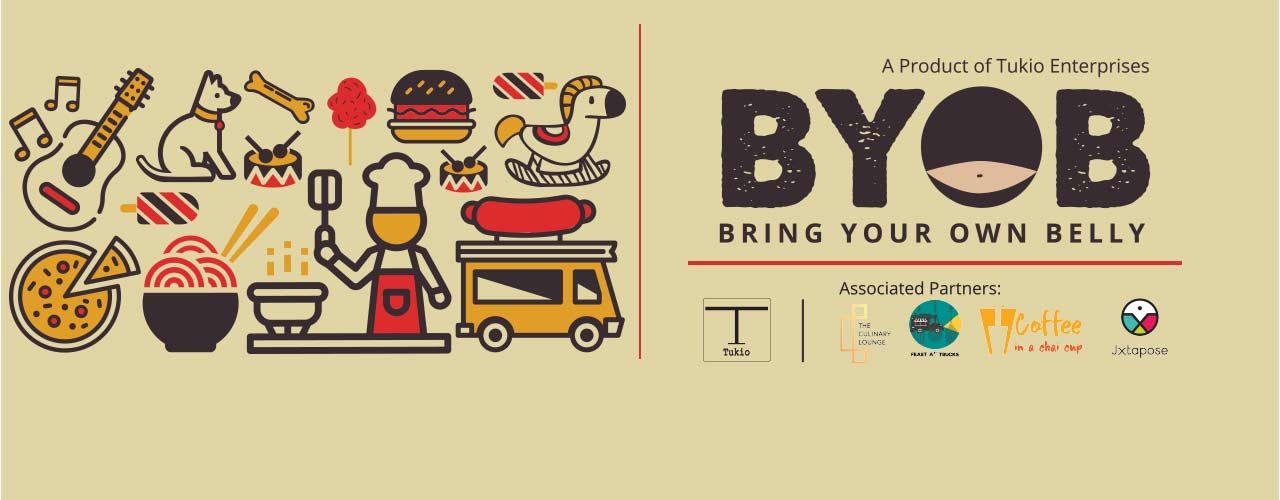 A Product of Tukio Enterprises
BYOB
BRING YOUR OWN BELLY
Associated Partners:
Tukio
THE
CULINARY
LOUNGE
FEAST A'' TRUCKS
Coffee
in a chai cup
Jxtapose